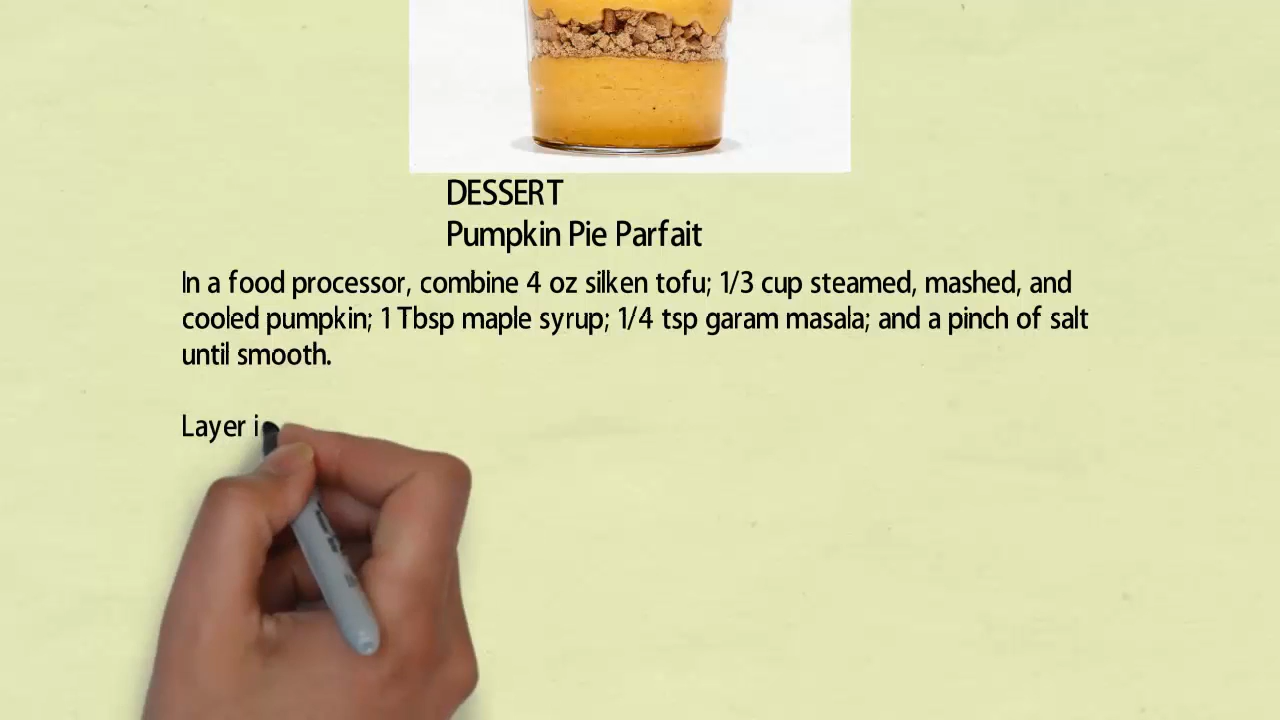 DESSERT
Pumpkin Pie Parfait
In a food processor, combine 4 oz silken tofu; 1/3 cup steamed, mashed, and
cooled pumpkin; 1 Tbsp maple syrup; 1/4 tsp garam masala; and a pinch of salt
until smooth.
Layer i